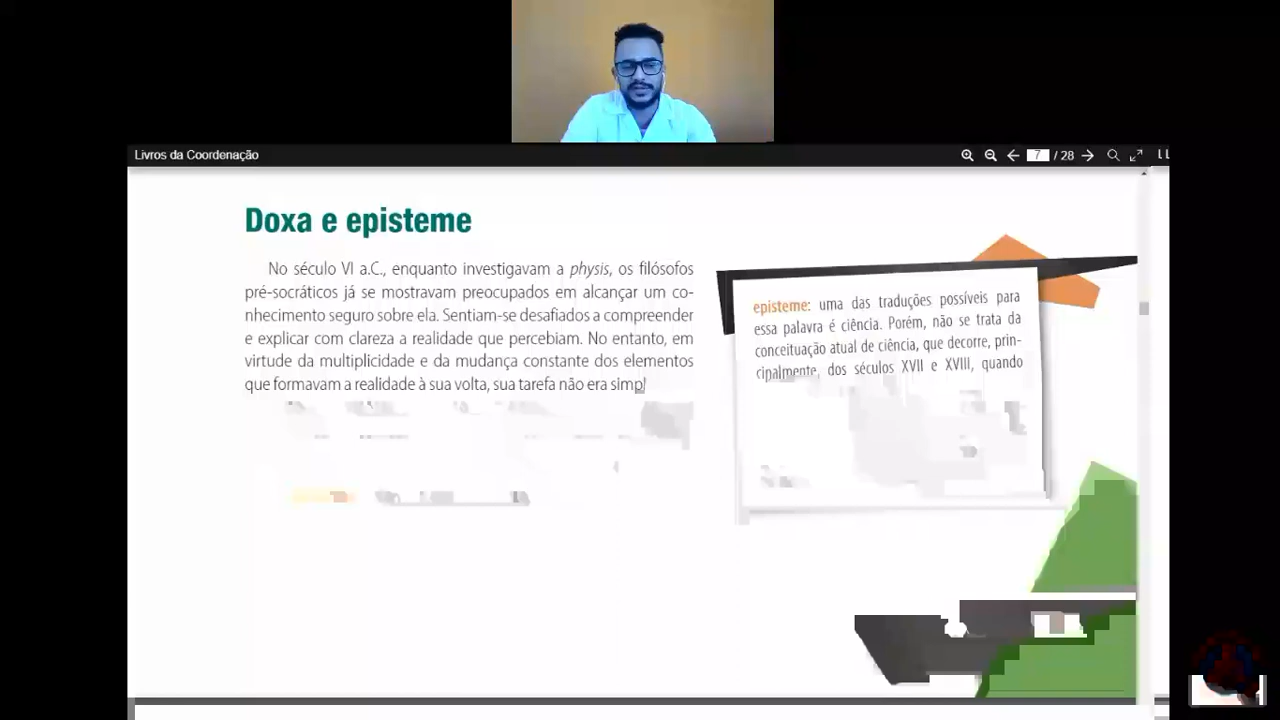 Livros da Coordenação
7 / 28
Doxa e episteme
No século VI a.C., enquanto investigavam a physis, os filósofos
pré-socráticos já se mostravam preocupados em alcançar um co-
nhecimento seguro sobre ela. Sentiam-se desafiados a compreender
e explicar com clareza a realidade que percebiam. No entanto, em
virtude da multiplicidade e da mudança constante dos elementos
que formavam a realidade à sua volta, sua tarefa não era
episteme: uma das traduções possíveis para
essa palavra é ciência. Porém, não se trata da
conceituação atual de ciência, que decorre, prin-
cipalmente, dos séculos XVII e XVIII, quando